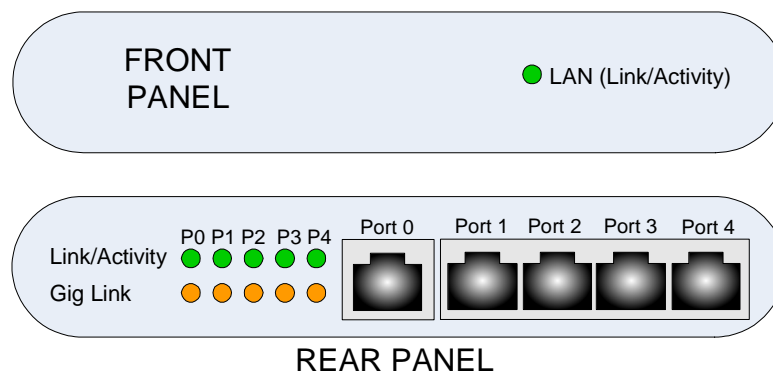 FRONT
PANEL
LAN (Link/Activity)
P0 P1 P2 P3 P4
Port 0
Port 1 Port 2 Port 3 Port 4
Link/Activity
Gig Link
REAR PANEL